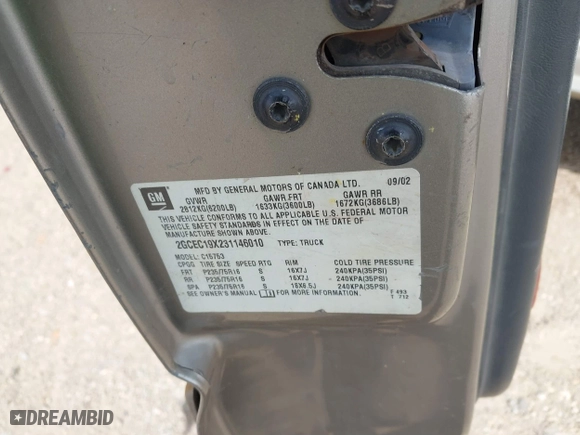 GM
MFD BY GENERAL MOTORS OF CANADA LTD. 09/02
GVWR GAWR FRT GAWR RR
2812KG(6200LB) 1633KG(3600LB) 1672KG(3686LB)
THIS VEHICLE CONFORMS TO ALL APPLICABLE U.S. FEDERAL MOTOR
VEHICLE SAFETY STANDARDS IN EFFECT ON THE DATE OF
MANUFACTURE SHOWN ABOVE.
2GCEC19X231146010 TYPE: TRUCK
MODEL: C15753
CPGG TIRE SIZE SPEED RTG RIM COLD TIRE PRESSURE
FRT P235/75R16 S 16X7J 240KPA(35PSI)
RR P235/75R16 S 16X7J 240KPA(35PSI)
SPA P235/75R16 S 16X6.5J 240KPA(35PSI)
SEE OWNER'S MANUAL FOR MORE INFORMATION.
F 493
T 712
DREAMBID